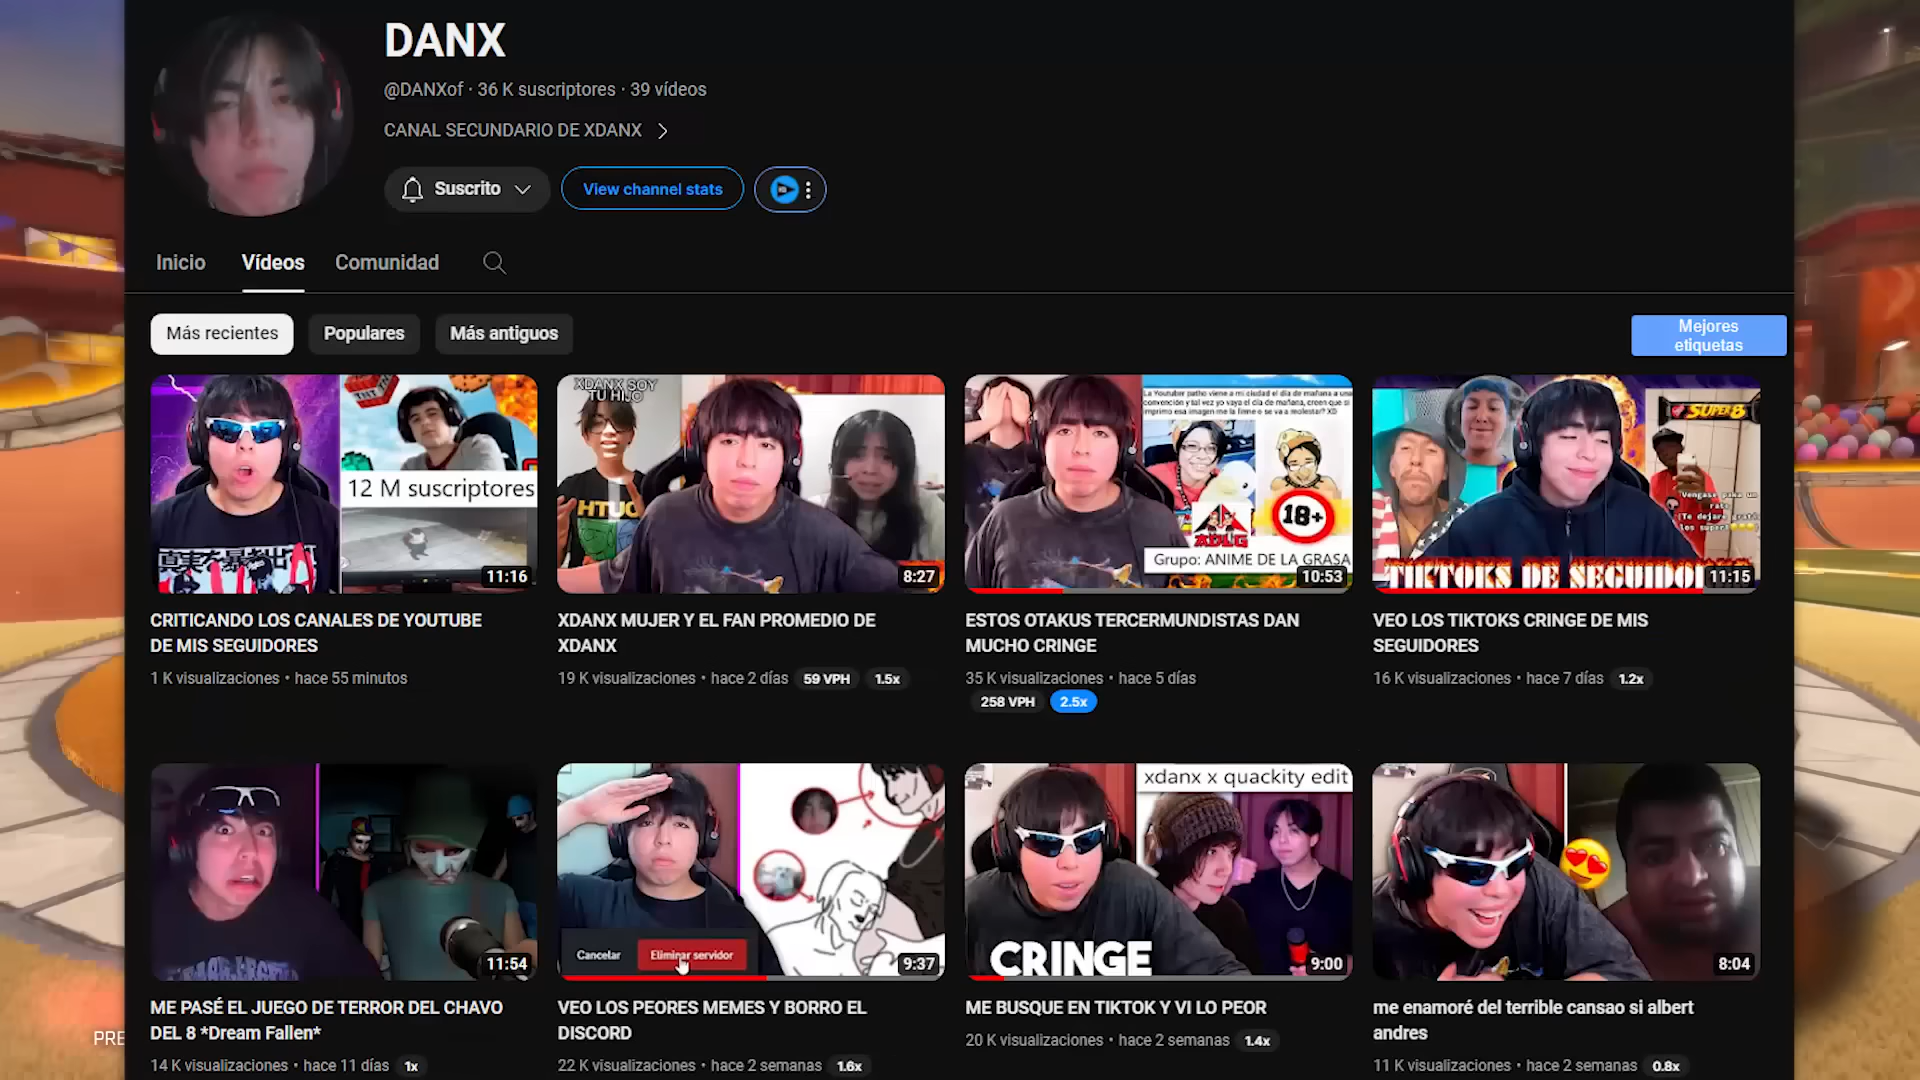 DANX
@DANXof · 36 K suscriptores · 39 vídeos
CANAL SECUNDARIO DE XDANX
Suscrito
View channel stats
Inicio
Vídeos
Comunidad
Más recientes
Populares
Más antiguos
Mejores
etiquetas
TNT
12 M suscriptores
11:16
XDANX SOY
TU HIJO
HTUO
8:27
18+
Grupo: ANIME DE LA GRASA
10:53
SUPER8
TIKTOKS DE SEGUIDOR
11:15
CRITICANDO LOS CANALES DE YOUTUBE
DE MIS SEGUIDORES
1 K visualizaciones • hace 55 minutos
XDANX MUJER Y EL FAN PROMEDIO DE
XDANX
19 K visualizaciones • hace 2 días 59 VPH 1.5x
ESTOS OTAKUS TERCERMUNDISTAS DAN
MUCHO CRINGE
35 K visualizaciones • hace 5 días
258 VPH 2.5x
VEO LOS TIKTOKS CRINGE DE MIS
SEGUIDORES
16 K visualizaciones • hace 7 días 1.2x
11:54
Cancelar
Eliminar servidor
9:37
xdanx x quackity edit
CRINGE
9:00
8:04
ME PASÉ EL JUEGO DE TERROR DEL CHAVO
DEL 8 *Dream Fallen*
14 K visualizaciones • hace 11 días 1x
VEO LOS PEORES MEMES Y BORRO EL
DISCORD
22 K visualizaciones • hace 2 semanas 1.6x
ME BUSQUE EN TIKTOK Y VI LO PEOR
20 K visualizaciones • hace 2 semanas 1.4x
me enamoré del terrible cansao si albert
andres
11 K visualizaciones • hace 2 semanas 0.8x
PRE